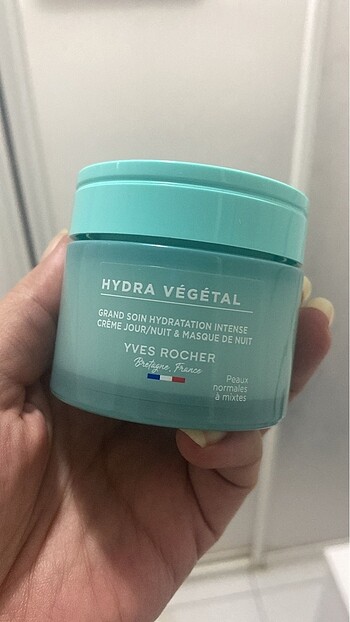 HYDRA VÉGÉTAL
GRAND SOIN HYDRATATION INTENSE
CRÈME JOUR/NUIT & MASQUE DE NUIT
YVES ROCHER
Bretagne, France
Peaux
normales
à mixtes